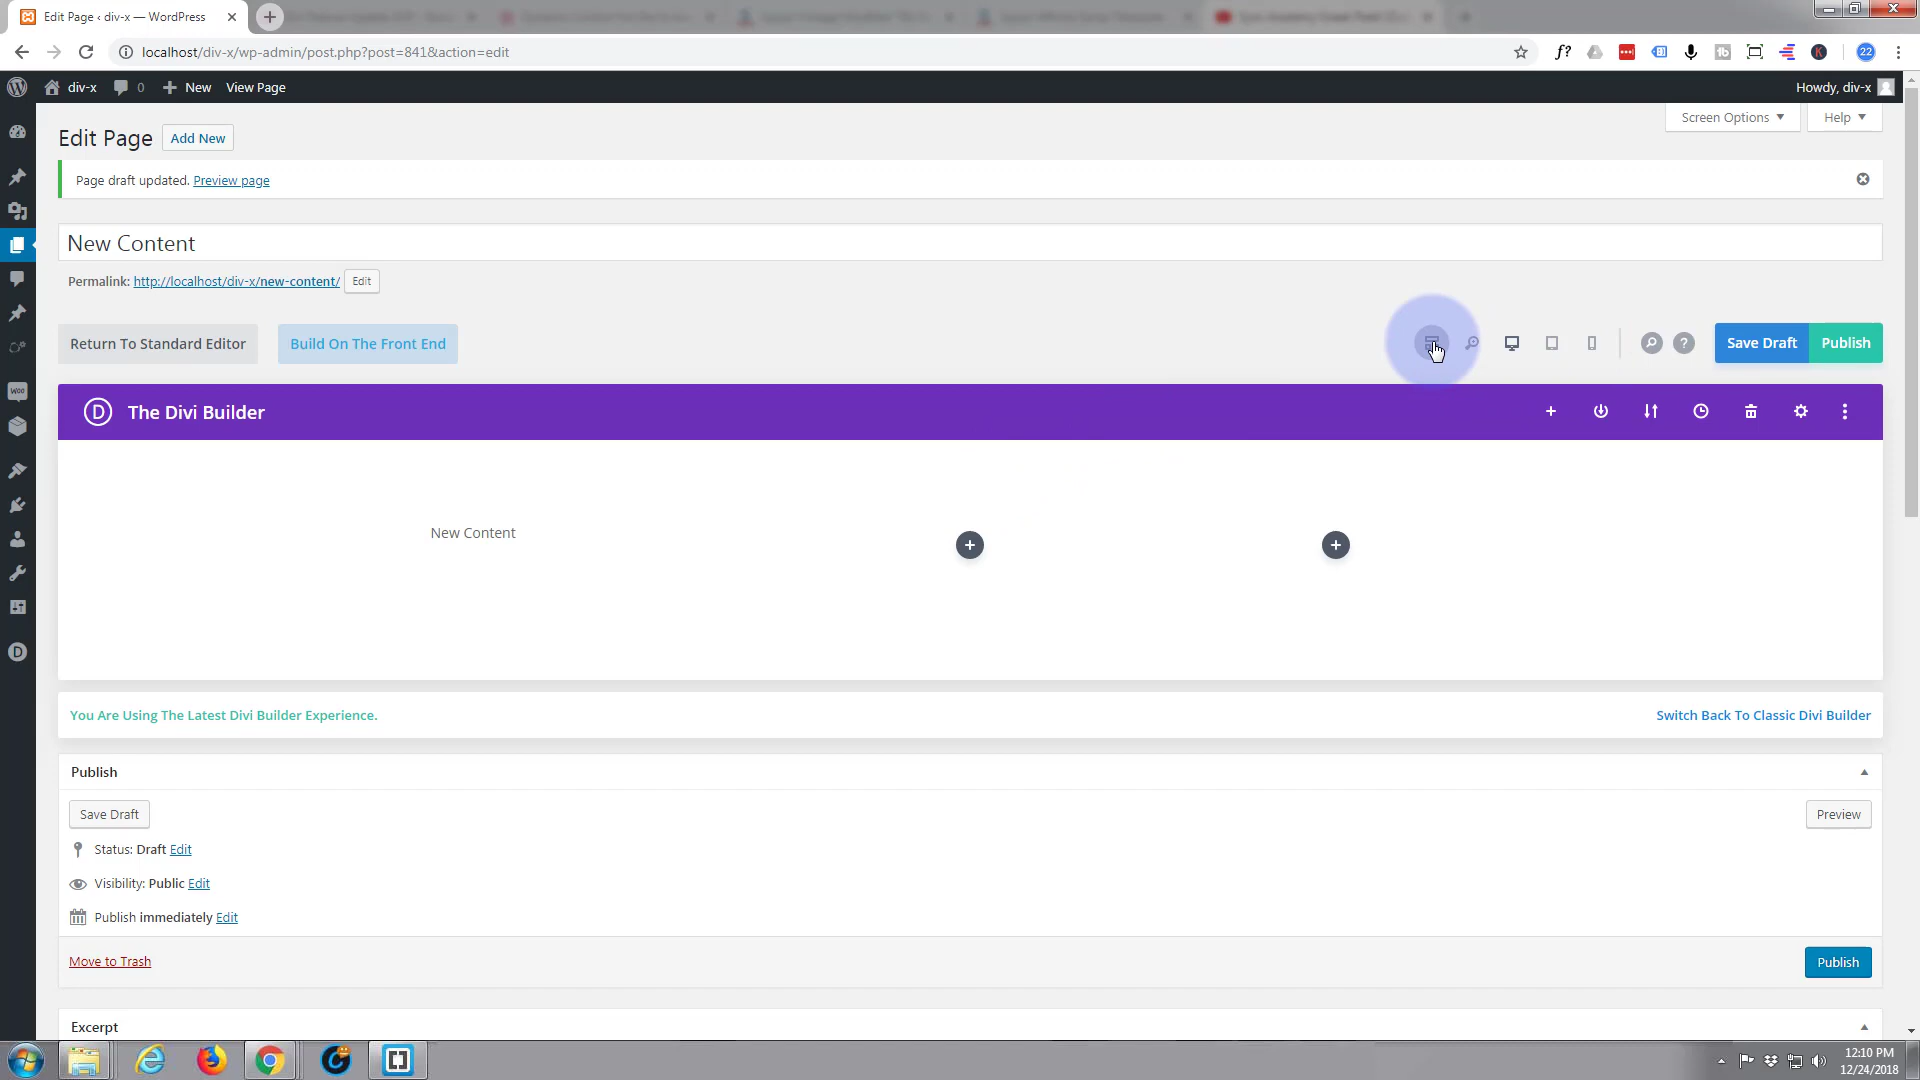 Edit Page ‹ div-x — WordPress
localhost/div-x/wp-admin/post.php?post=841&action=edit
22
div-x
0
New
View Page
Howdy, div-x
Edit Page
Add New
Screen Options
Help
Page draft updated. Preview page
New Content
Permalink: http://localhost/div-x/new-content/
Edit
Return To Standard Editor
Build On The Front End
Save Draft
Publish
D
The Divi Builder
New Content
You Are Using The Latest Divi Builder Experience.
Switch Back To Classic Divi Builder
Publish
Save Draft
Preview
Status: Draft Edit
Visibility: Public Edit
Publish immediately Edit
Move to Trash
Publish
Excerpt
12:10 PM
12/24/2018